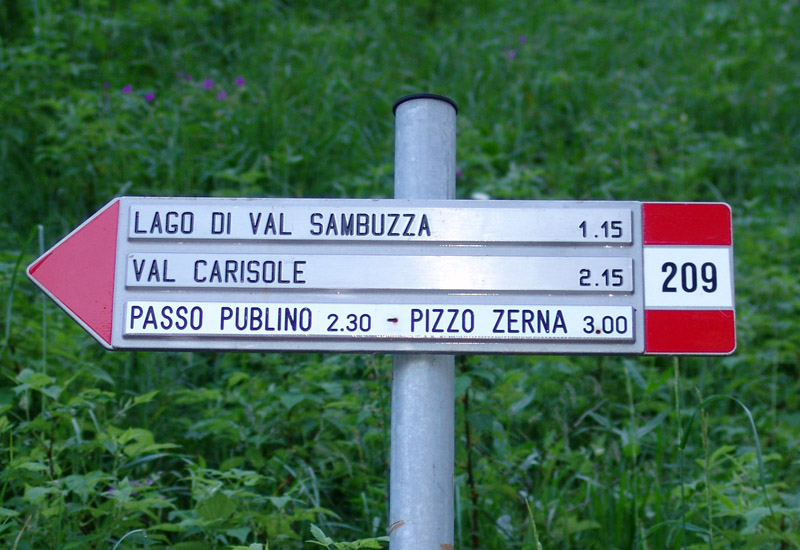 LAGO DI VAL SAMBUZZA 1.15
VAL CARISOLE 2.15
PASSO PUBLINO 2.30 - PIZZO ZERNA 3.00
209